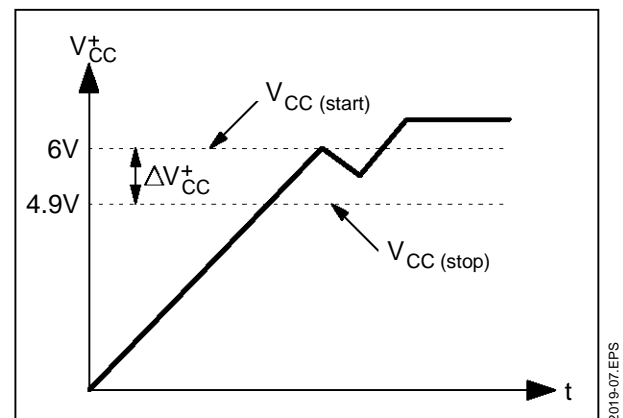 V+CC
VCC (start)
6V
ΔV+CC
4.9V
VCC (stop)
t
2019-07.EPS